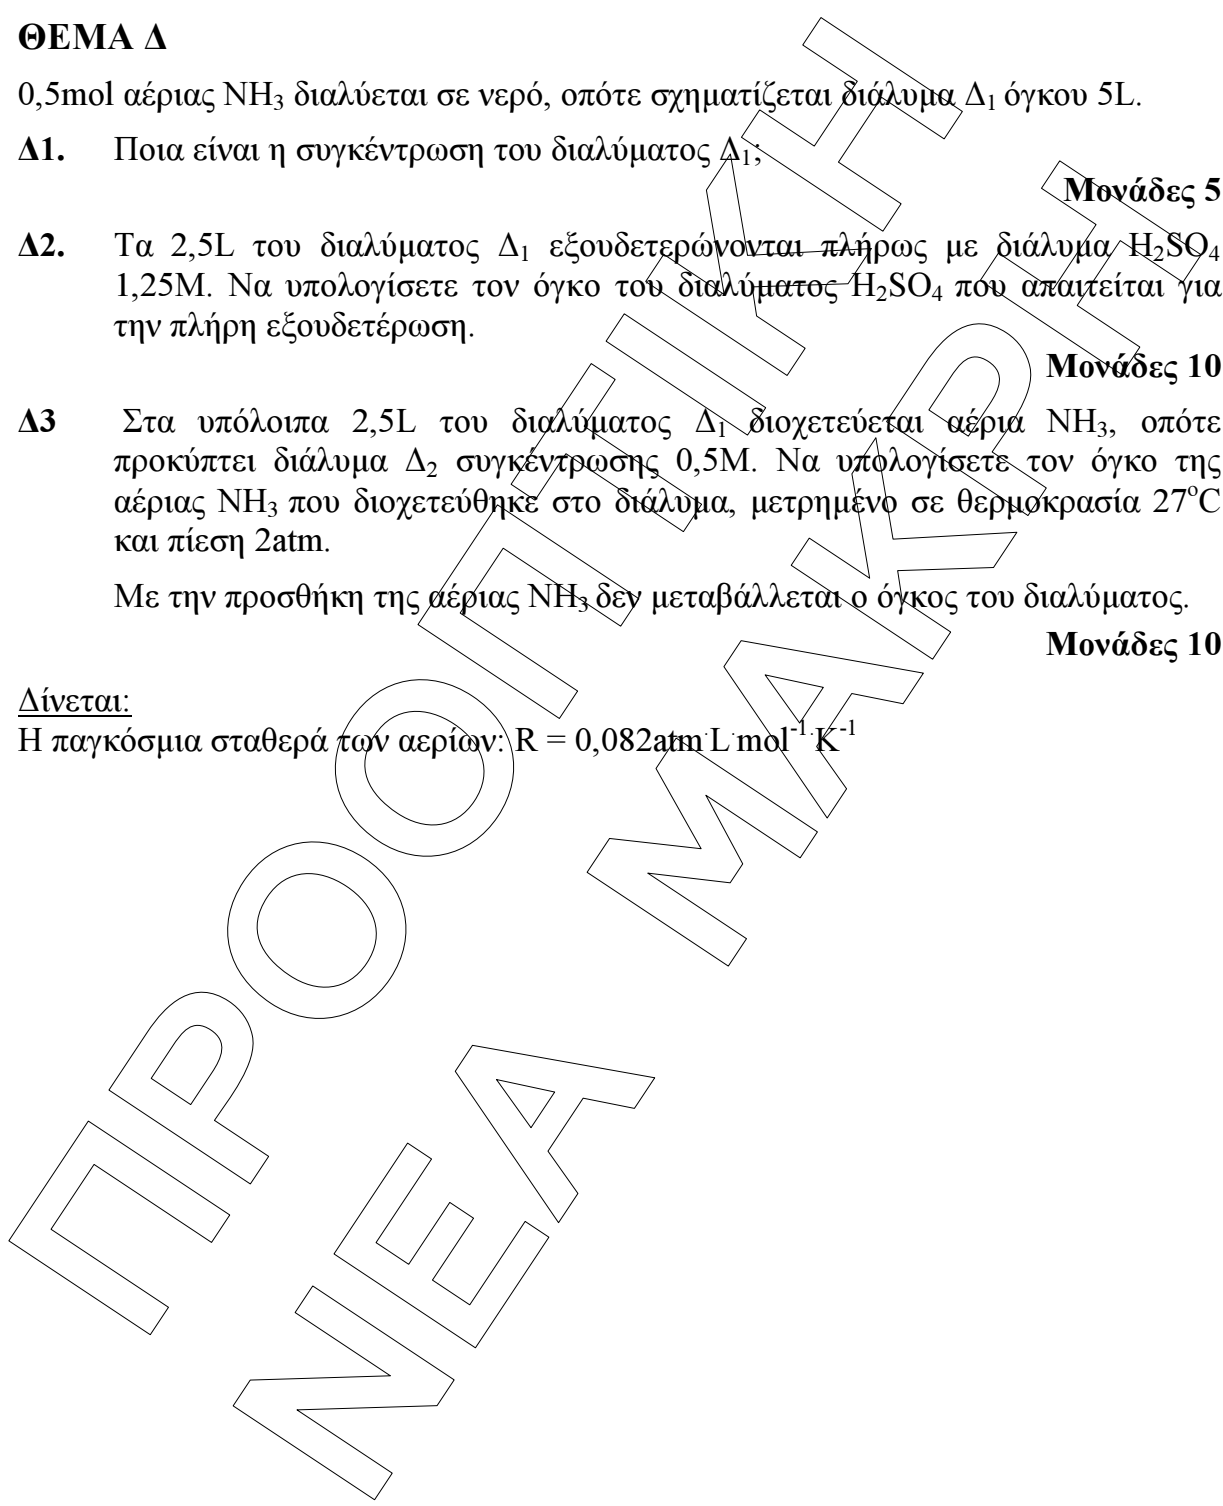 ΘΕΜΑ Δ
0,5mol αέριας NH₃ διαλύεται σε νερό, οπότε σχηματίζεται διάλυμα Δ₁ όγκου 5L.
Δ1. Ποια είναι η συγκέντρωση του διαλύματος Δ₁;
Μονάδες 5
Δ2. Τα 2,5L του διαλύματος Δ₁ εξουδετερώνονται πλήρως με διάλυμα H₂SO₄
1,25M. Να υπολογίσετε τον όγκο του διαλύματος H₂SO₄ που απαιτείται για
την πλήρη εξουδετέρωση.
Μονάδες 10
Δ3 Στα υπόλοιπα 2,5L του διαλύματος Δ₁ διοχετεύεται αέρια NH₃, οπότε
προκύπτει διάλυμα Δ₂ συγκέντρωσης 0,5M. Να υπολογίσετε τον όγκο της
αέριας NH₃ που διοχετεύθηκε στο διάλυμα, μετρημένο σε θερμοκρασία 27°C
και πίεση 2atm.
Με την προσθήκη της αέριας NH₃ δεν μεταβάλλεται ο όγκος του διαλύματος.
Μονάδες 10
Δίνεται:
Η παγκόσμια σταθερά των αερίων: R = 0,082atm·L·mol⁻¹·K⁻¹
ΠΡΟΟΠΤΙΚΗ
ΝΕΑ ΜΑΚΡΗ